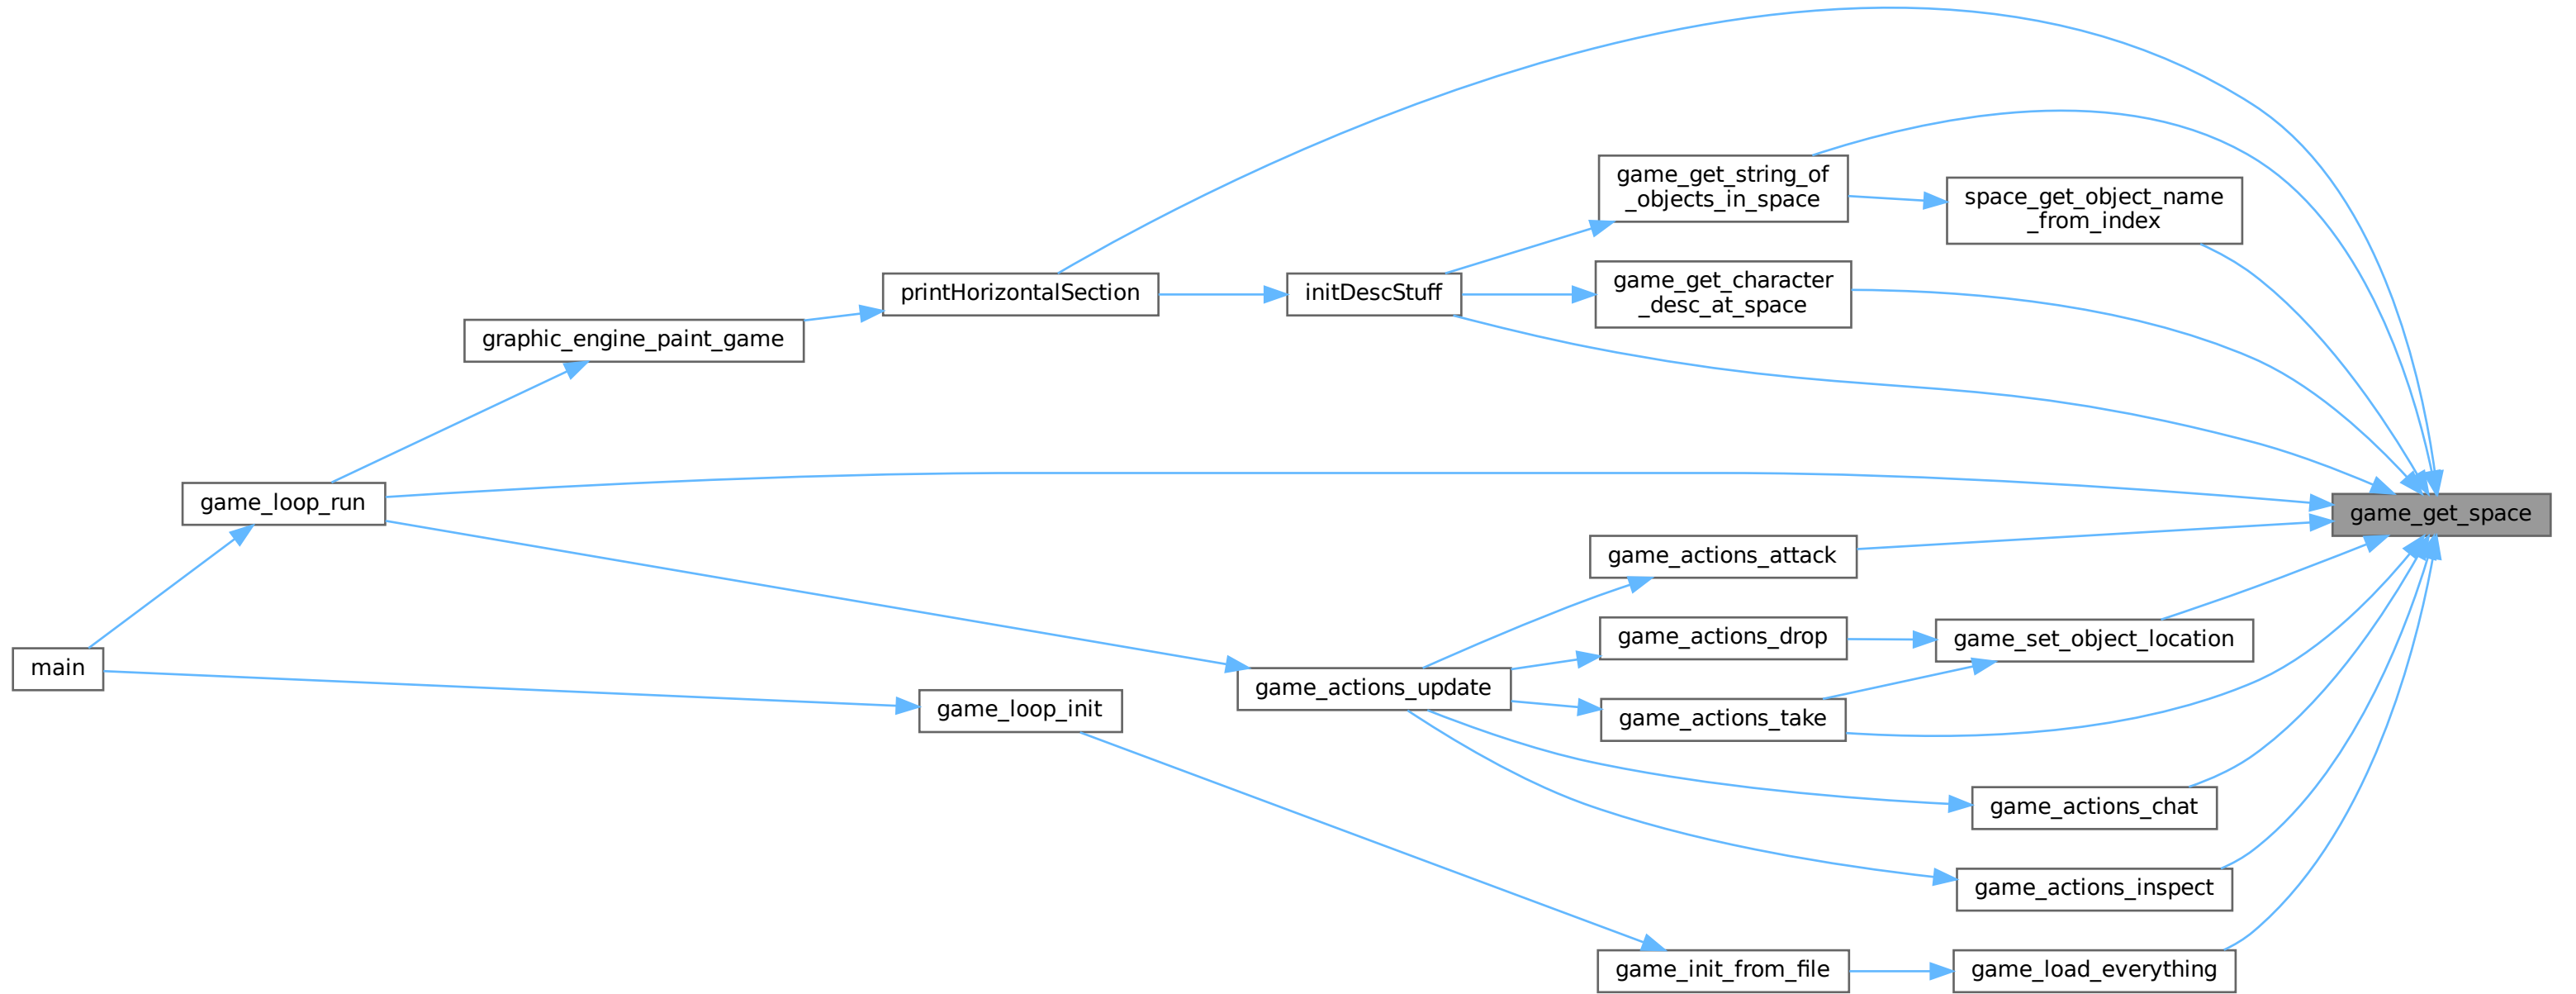 game_get_string_of
_objects_in_space
space_get_object_name
_from_index
game_get_character
_desc_at_space
printHorizontalSection
initDescStuff
graphic_engine_paint_game
game_loop_run
game_get_space
game_actions_attack
game_actions_drop
game_set_object_location
main
game_actions_update
game_loop_init
game_actions_take
game_actions_chat
game_actions_inspect
game_init_from_file
game_load_everything